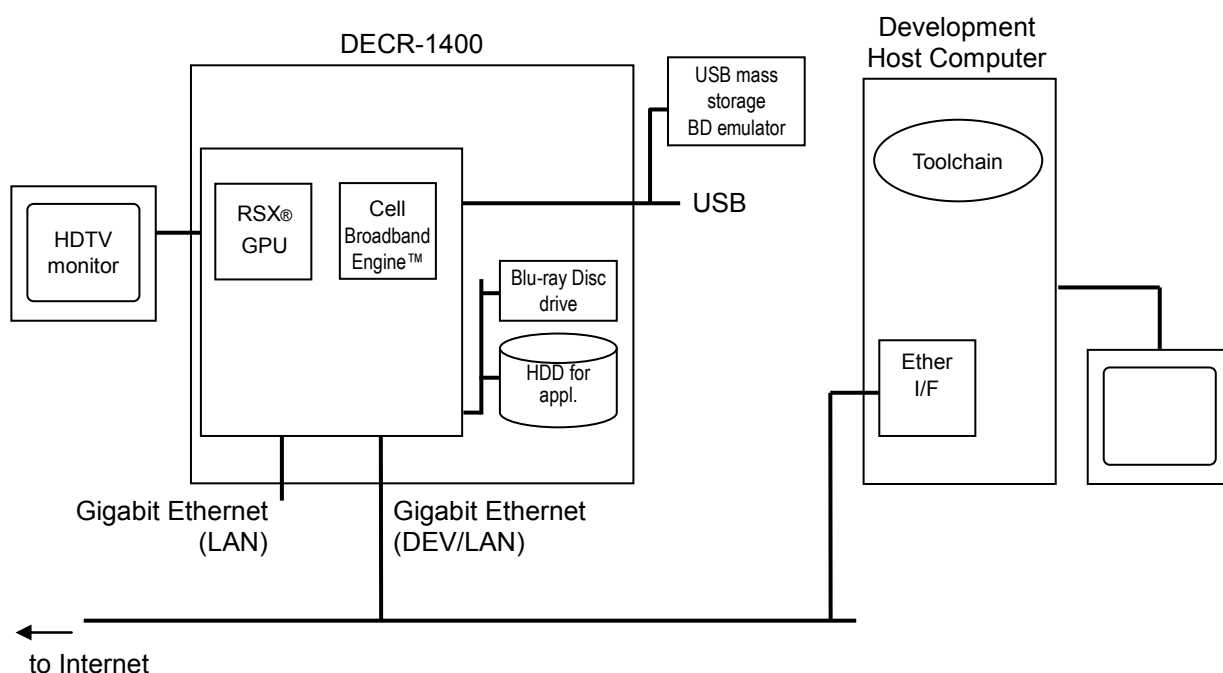 DECR-1400
Development
Host Computer
USB mass
storage
BD emulator
Toolchain
RSX®
GPU
Cell
Broadband
Engine™
USB
HDTV
monitor
Blu-ray Disc
drive
HDD for
appl.
Ether
I/F
Gigabit Ethernet
(LAN)
Gigabit Ethernet
(DEV/LAN)
to Internet